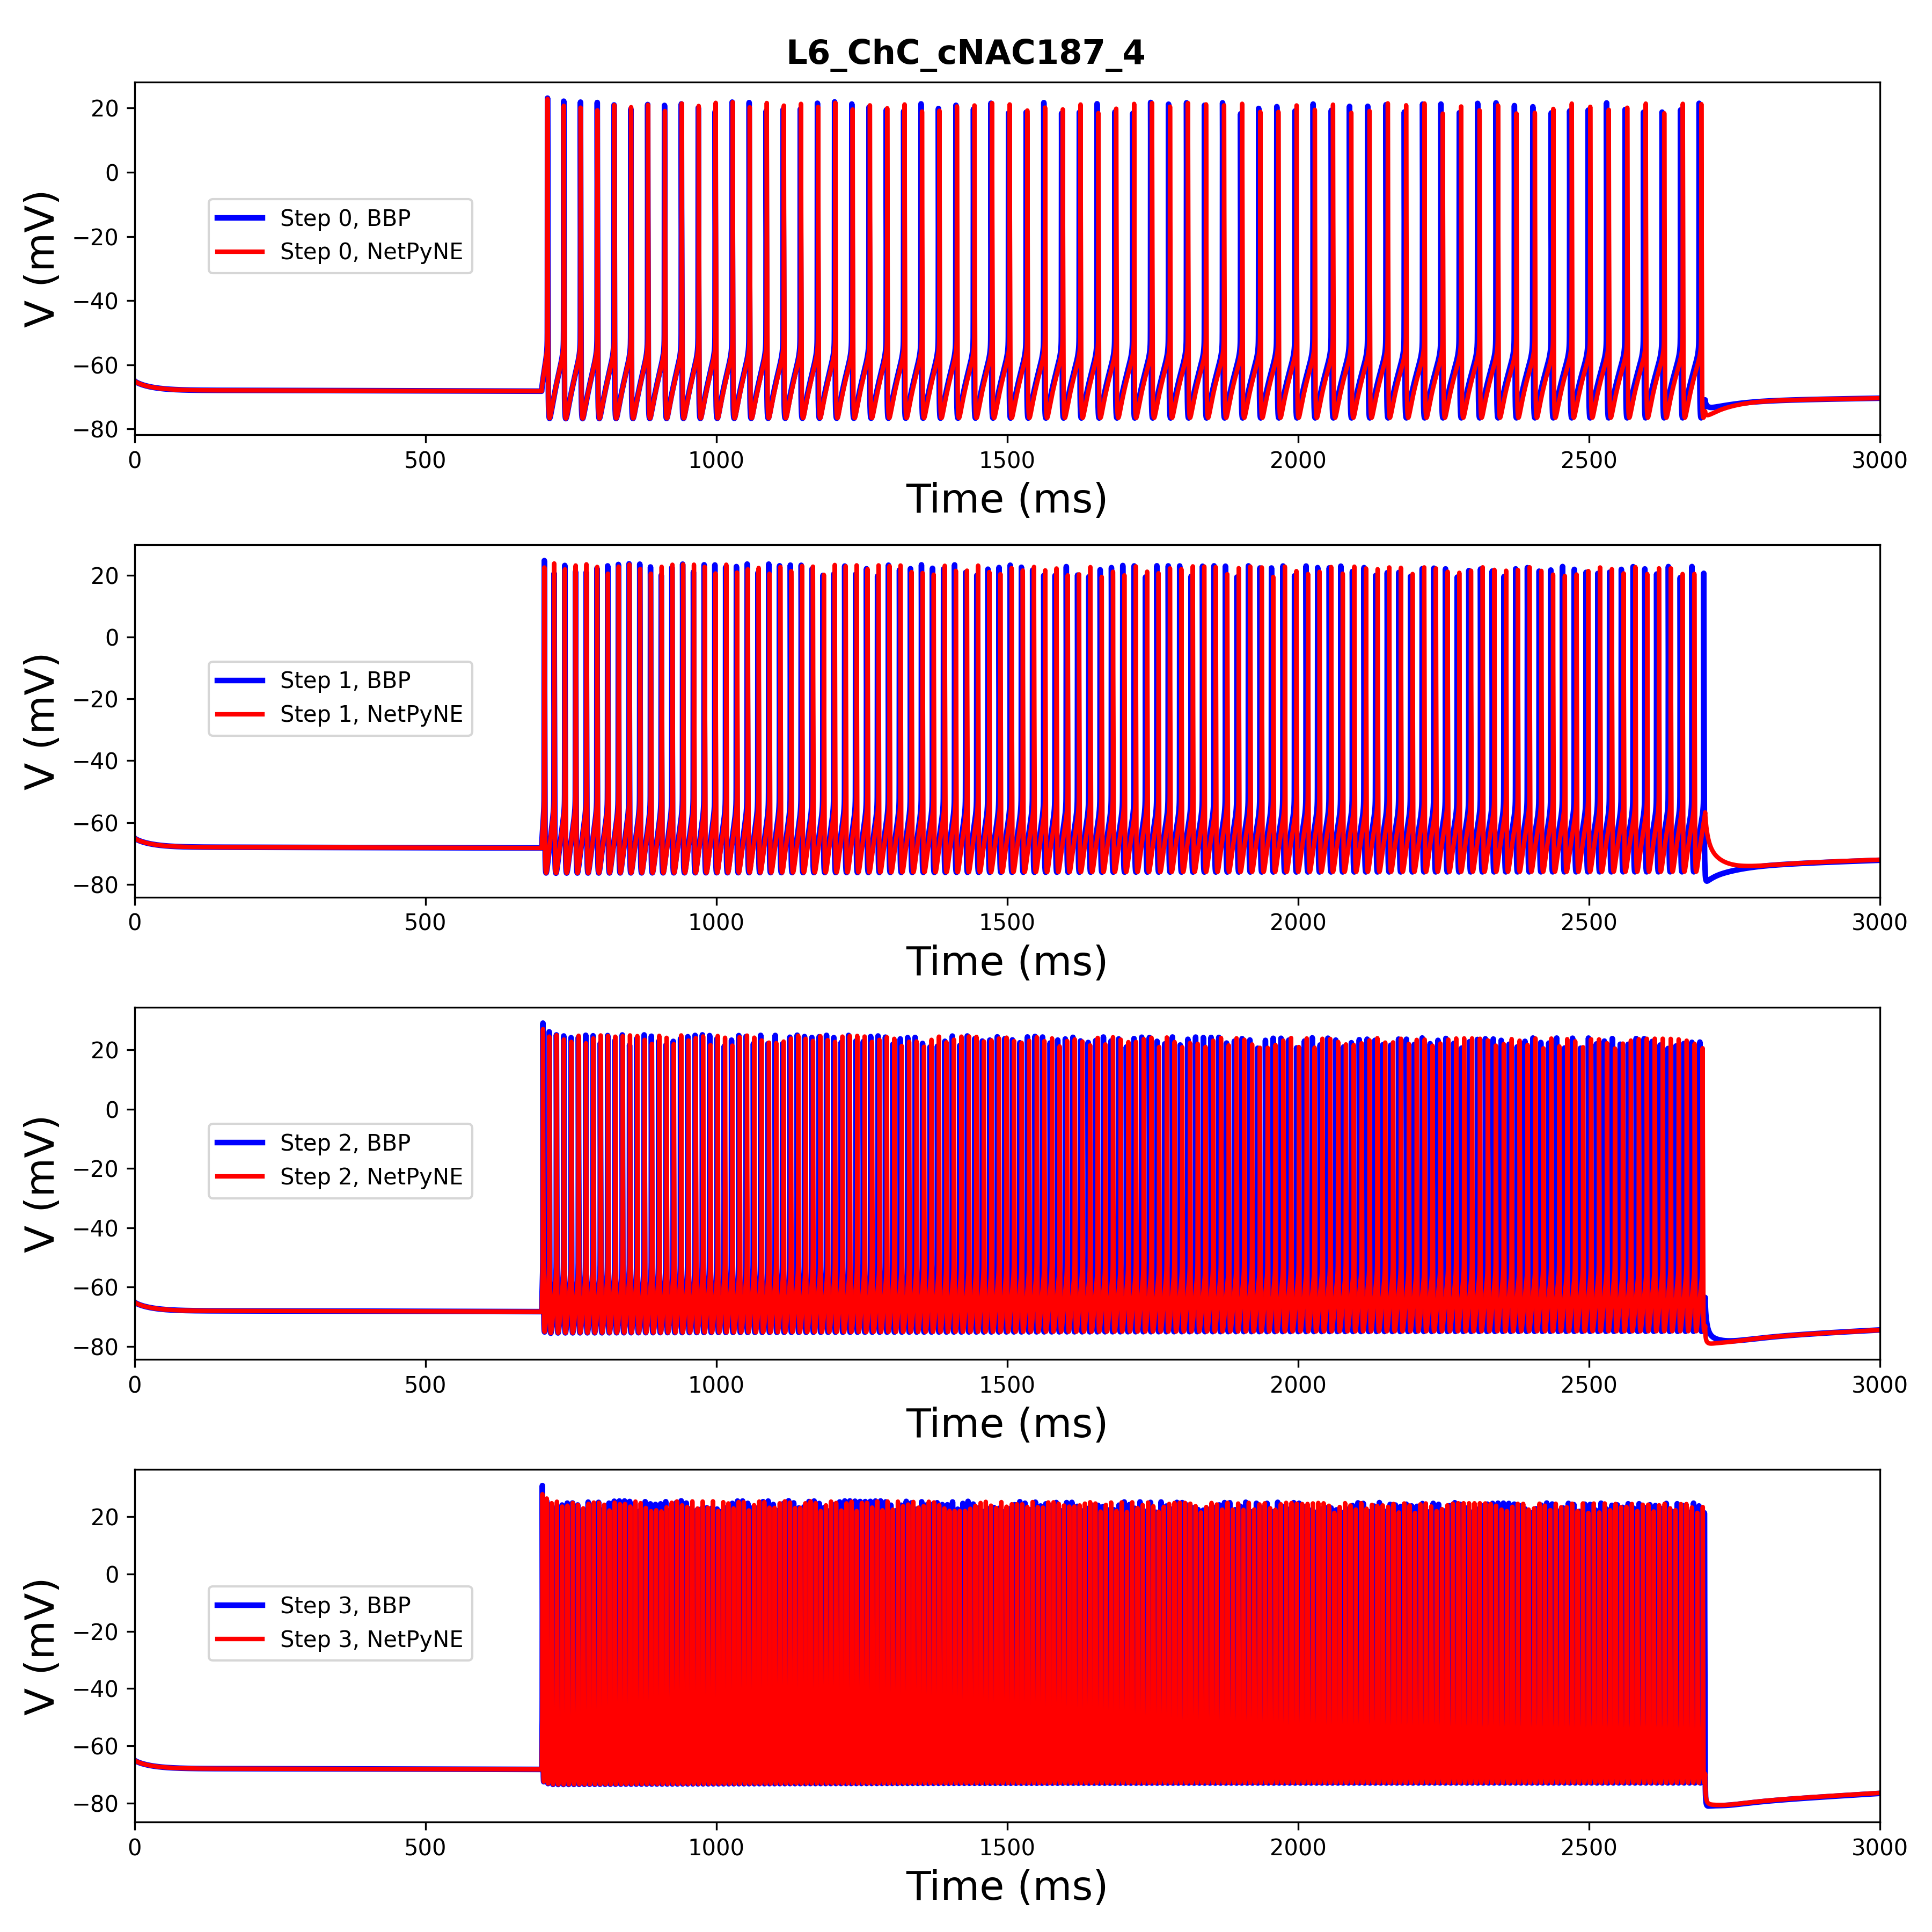 L6_ChC_cNAC187_4
20
0
−20
−40
−60
−80
V (mV)
Step 0, BBP
Step 0, NetPyNE
0 500 1000 1500 2000 2500 3000
Time (ms)
20
0
−20
−40
−60
−80
V (mV)
Step 1, BBP
Step 1, NetPyNE
0 500 1000 1500 2000 2500 3000
Time (ms)
20
0
−20
−40
−60
−80
V (mV)
Step 2, BBP
Step 2, NetPyNE
0 500 1000 1500 2000 2500 3000
Time (ms)
20
0
−20
−40
−60
−80
V (mV)
Step 3, BBP
Step 3, NetPyNE
0 500 1000 1500 2000 2500 3000
Time (ms)